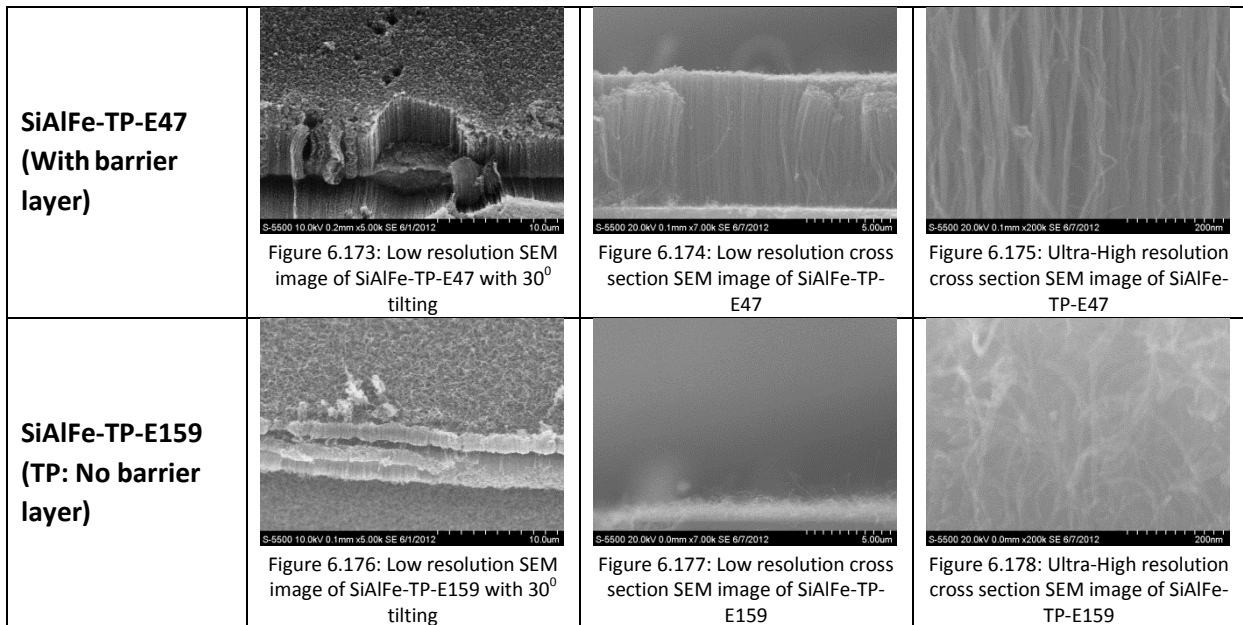 SiAlFe-TP-E47
(With barrier
layer)
S-5500 10.0kV 0.2mm x5.00k SE 6/1/2012 10.0um
Figure 6.173: Low resolution SEM
image of SiAlFe-TP-E47 with 30⁰
tilting
S-5500 20.0kV 0.1mm x7.00k SE 6/7/2012 5.00um
Figure 6.174: Low resolution cross
section SEM image of SiAlFe-TP-
E47
S-5500 20.0kV 0.1mm x200k SE 6/7/2012 200nm
Figure 6.175: Ultra-High resolution
cross section SEM image of SiAlFe-
TP-E47
SiAlFe-TP-E159
(TP: No barrier
layer)
S-5500 10.0kV 0.1mm x5.00k SE 6/1/2012 10.0um
Figure 6.176: Low resolution SEM
image of SiAlFe-TP-E159 with 30⁰
tilting
S-5500 20.0kV 0.0mm x7.00k SE 6/7/2012 5.00um
Figure 6.177: Low resolution cross
section SEM image of SiAlFe-TP-
E159
S-5500 20.0kV 0.0mm x200k SE 6/7/2012 200nm
Figure 6.178: Ultra-High resolution
cross section SEM image of SiAlFe-
TP-E159